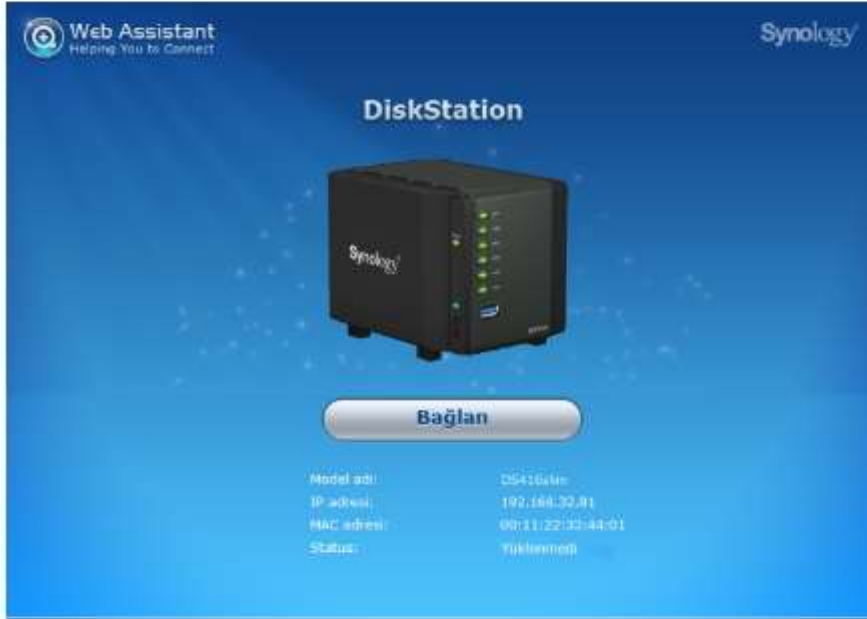 Web Assistant
Helping You to Connect
Synology
DiskStation
Synology
Bağlan
Model adı: DS416slim
IP adresi: 192.168.32.81
MAC adresi: 00:11:22:33:44:01
Status: Yüklenmedi